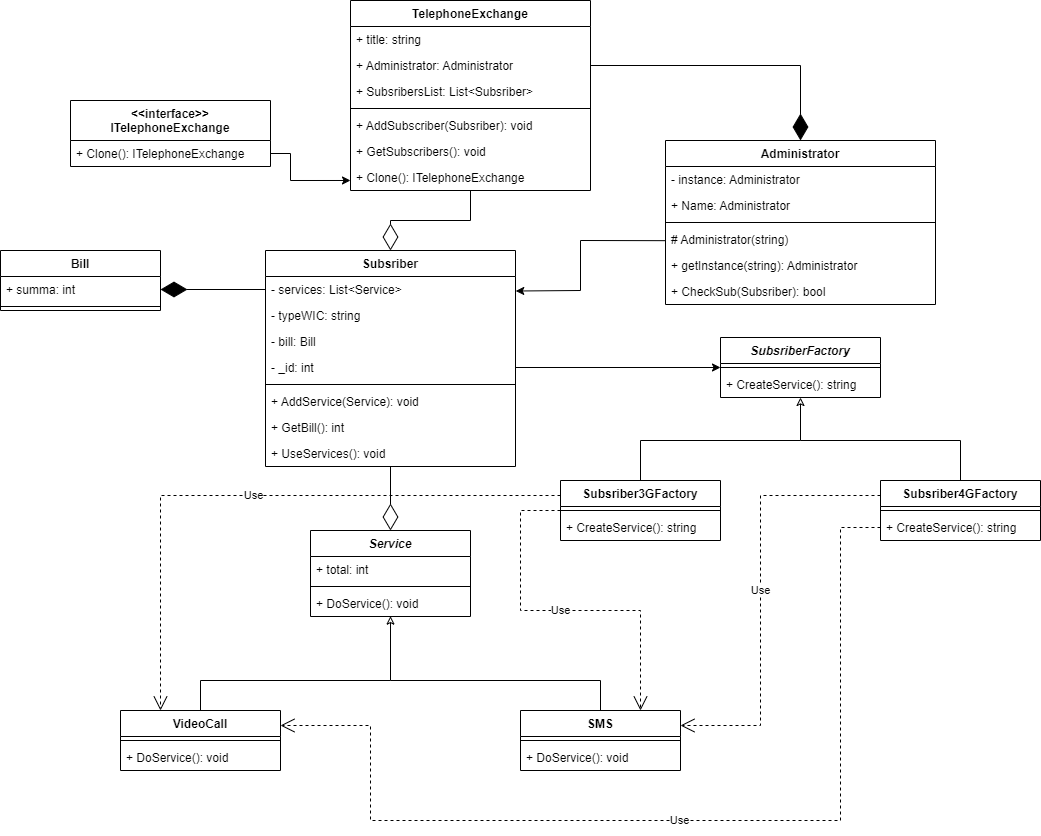 TelephoneExchange
+ title: string
+ Administrator: Administrator
+ SubsribersList: List<Subsriber>
+ AddSubscriber(Subsriber): void
+ GetSubscribers(): void
+ Clone(): ITelephoneExchange
<<interface>>
ITelephoneExchange
+ Clone(): ITelephoneExchange
Administrator
- instance: Administrator
+ Name: Administrator
# Administrator(string)
+ getInstance(string): Administrator
+ CheckSub(Subsriber): bool
Bill
+ summa: int
Subsriber
- services: List<Service>
- typeWIC: string
- bill: Bill
- _id: int
+ AddService(Service): void
+ GetBill(): int
+ UseServices(): void
SubsriberFactory
+ CreateService(): string
Subsriber3GFactory
+ CreateService(): string
Subsriber4GFactory
+ CreateService(): string
Use
Service
+ total: int
+ DoService(): void
Use
Use
VideoCall
+ DoService(): void
SMS
+ DoService(): void
Use